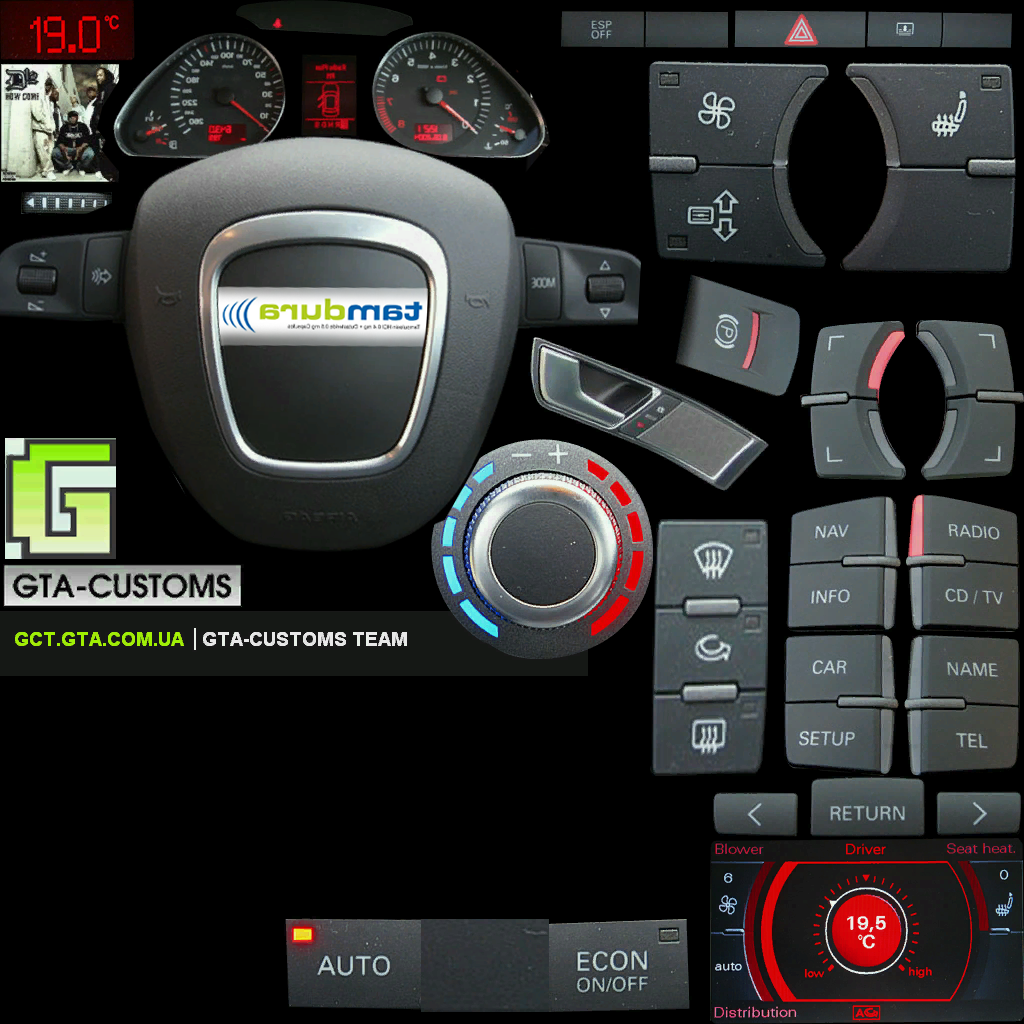 19.0°C
ESP
OFF
HOW COME
MODE
tamdura
NAV
RADIO
INFO
CD / TV
CAR
NAME
SETUP
TEL
GTA-CUSTOMS
GCT.GTA.COM.UA | GTA-CUSTOMS TEAM
<
RETURN
>
Blower
Driver
Seat heat.
6
0
19,5
°C
auto
low
high
Distribution
AUTO
ECON
ON/OFF